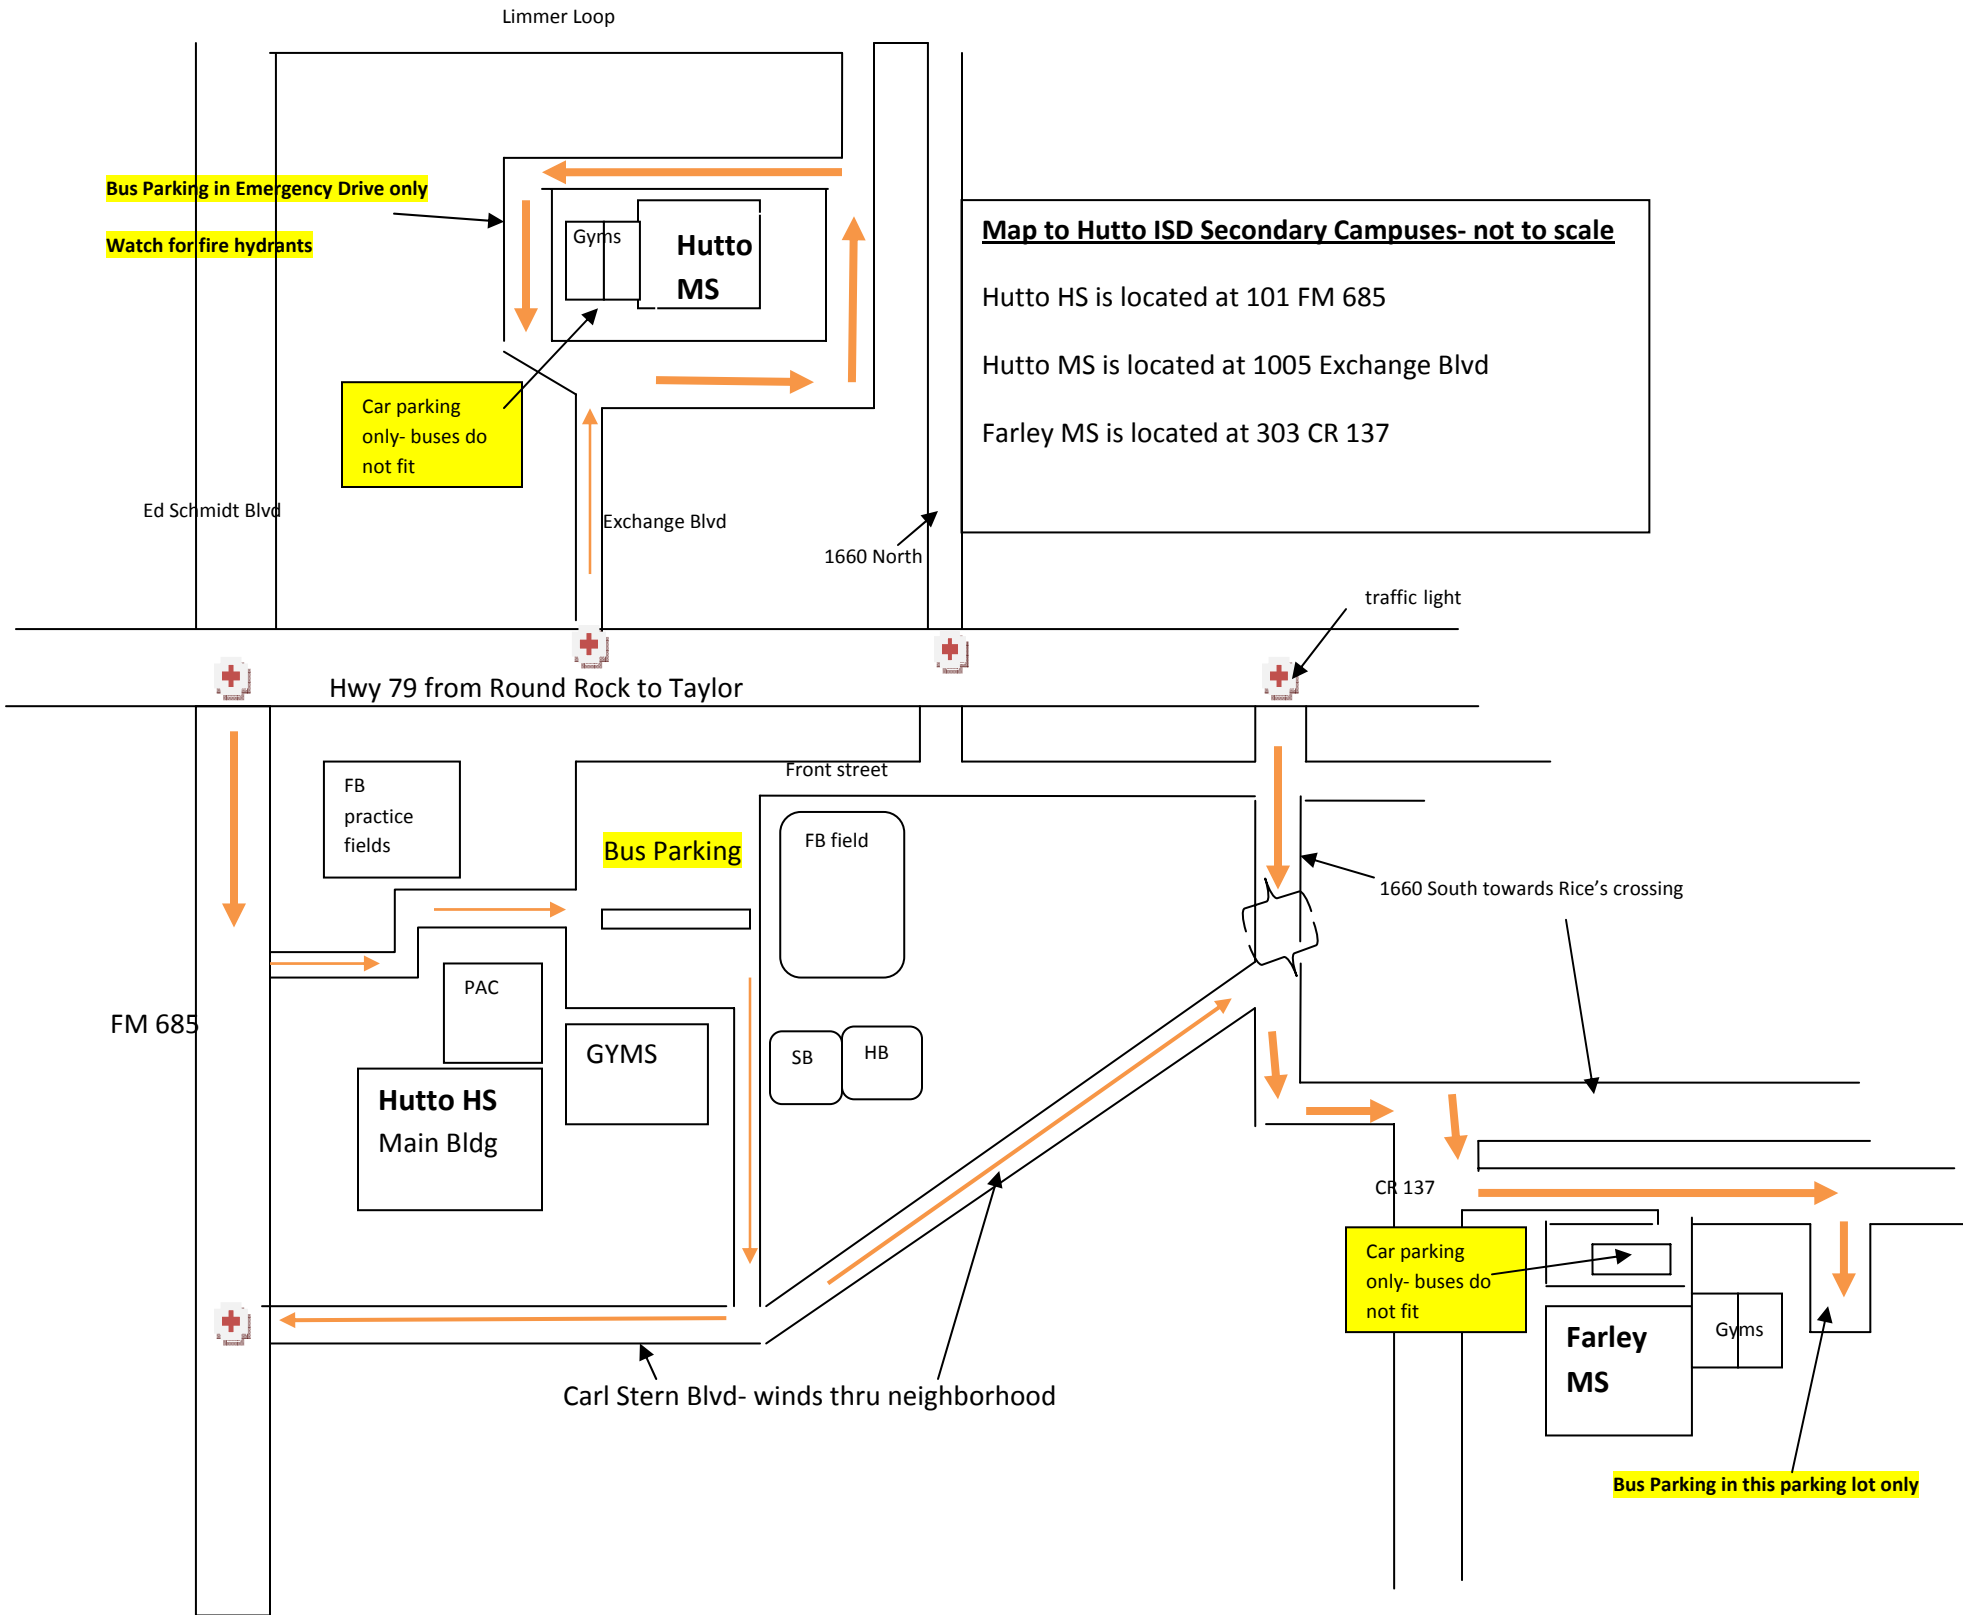 Limmer Loop
Bus Parking in Emergency Drive only
Watch for fire hydrants
Gyms
Hutto
MS
Map to Hutto ISD Secondary Campuses- not to scale
Hutto HS is located at 101 FM 685
Hutto MS is located at 1005 Exchange Blvd
Farley MS is located at 303 CR 137
Car parking
only- buses do
not fit
Ed Schmidt Blvd
Exchange Blvd
1660 North
traffic light
Hwy 79 from Round Rock to Taylor
FB
practice
fields
Front street
Bus Parking
FB field
1660 South towards Rice’s crossing
PAC
FM 685
GYMS
SB
HB
Hutto HS
Main Bldg
CR 137
Car parking
only- buses do
not fit
Farley
MS
Gyms
Carl Stern Blvd- winds thru neighborhood
Bus Parking in this parking lot only